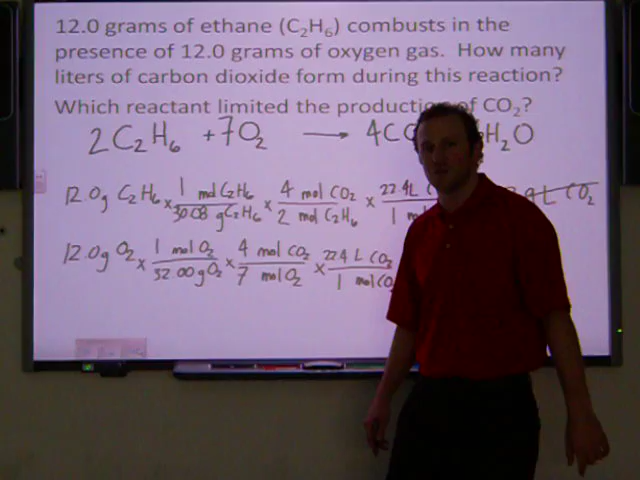 12.0 grams of ethane (C₂H₆) combusts in the
presence of 12.0 grams of oxygen gas. How many
liters of carbon dioxide form during this reaction?
Which reactant limited the production of CO₂?
2C₂H₆ + 7O₂ → 4CO H₂O
12.0g C₂H₆ x 1 mol C₂H₆ / 30.08 g C₂H₆ x 4 mol CO₂ / 2 mol C₂H₆ x 22.4L / 1 L CO₂
12.0g O₂ x 1 mol O₂ / 32.00 g O₂ x 4 mol CO₂ / 7 mol O₂ x 22.4 L CO₂ / 1 mol CO